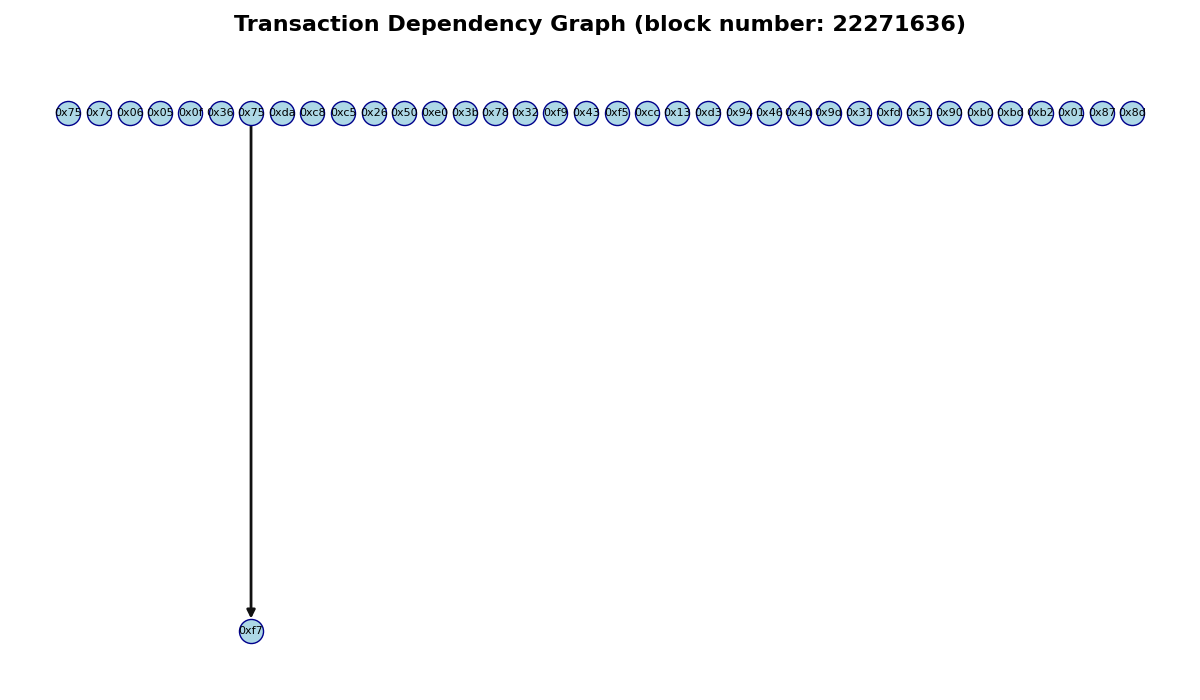 Transaction Dependency Graph (block number: 22271636)
0x75 0x7c 0x06 0x05 0x0f 0x36 0x75 0xda 0xc8 0xc5 0x26 0x50 0xe0 0x3b 0x78 0x32 0xf9 0x43 0xf5 0xcc 0x13 0xd3 0x94 0x46 0x4d 0x9d 0x31 0xfd 0x51 0x90 0xb0 0xbd 0xb2 0x01 0x87 0x8d
0xf7